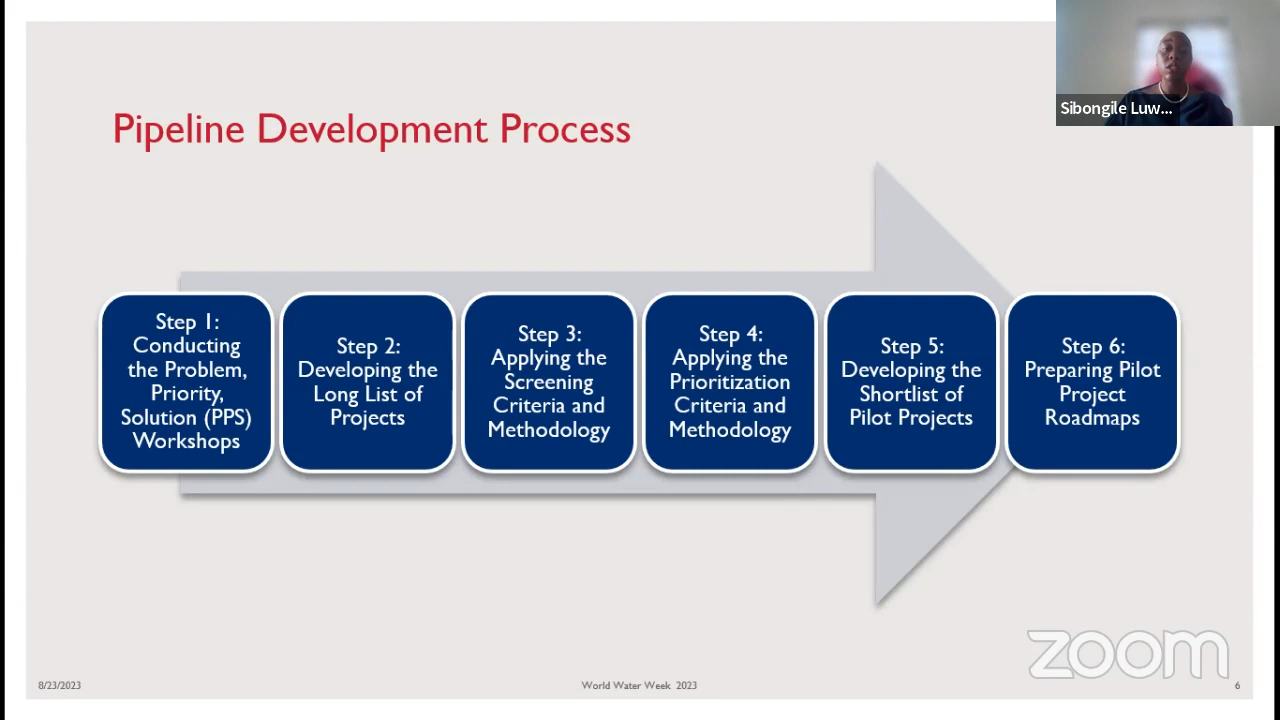 Sibongile Luw...
Pipeline Development Process
Step 1:
Conducting
the Problem,
Priority,
Solution (PPS)
Workshops
Step 2:
Developing the
Long List of
Projects
Step 3:
Applying the
Screening
Criteria and
Methodology
Step 4:
Applying the
Prioritization
Criteria and
Methodology
Step 5:
Developing the
Shortlist of
Pilot Projects
Step 6:
Preparing Pilot
Project
Roadmaps
zoom
8/23/2023
World Water Week 2023
6